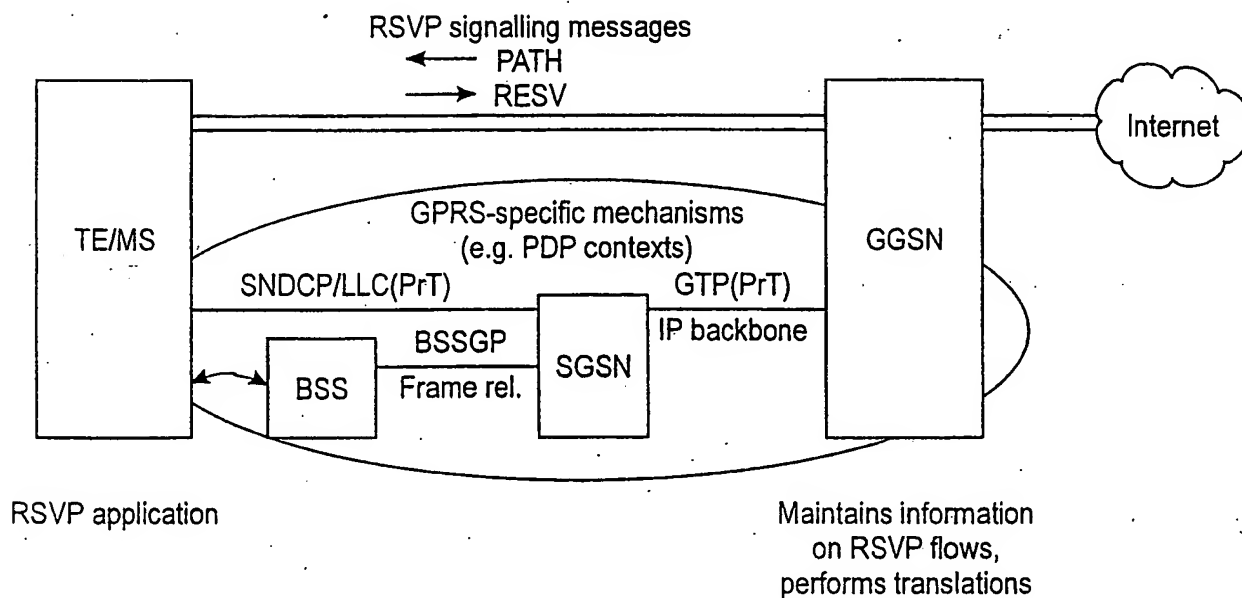 RSVP signalling messages
PATH
RESV
Internet
TE/MS
GPRS-specific mechanisms
(e.g. PDP contexts)
GGSN
SNDCP/LLC(PrT)
GTP(PrT)
IP backbone
BSSGP
SGSN
BSS
Frame rel.
RSVP application
Maintains information
on RSVP flows,
performs translations